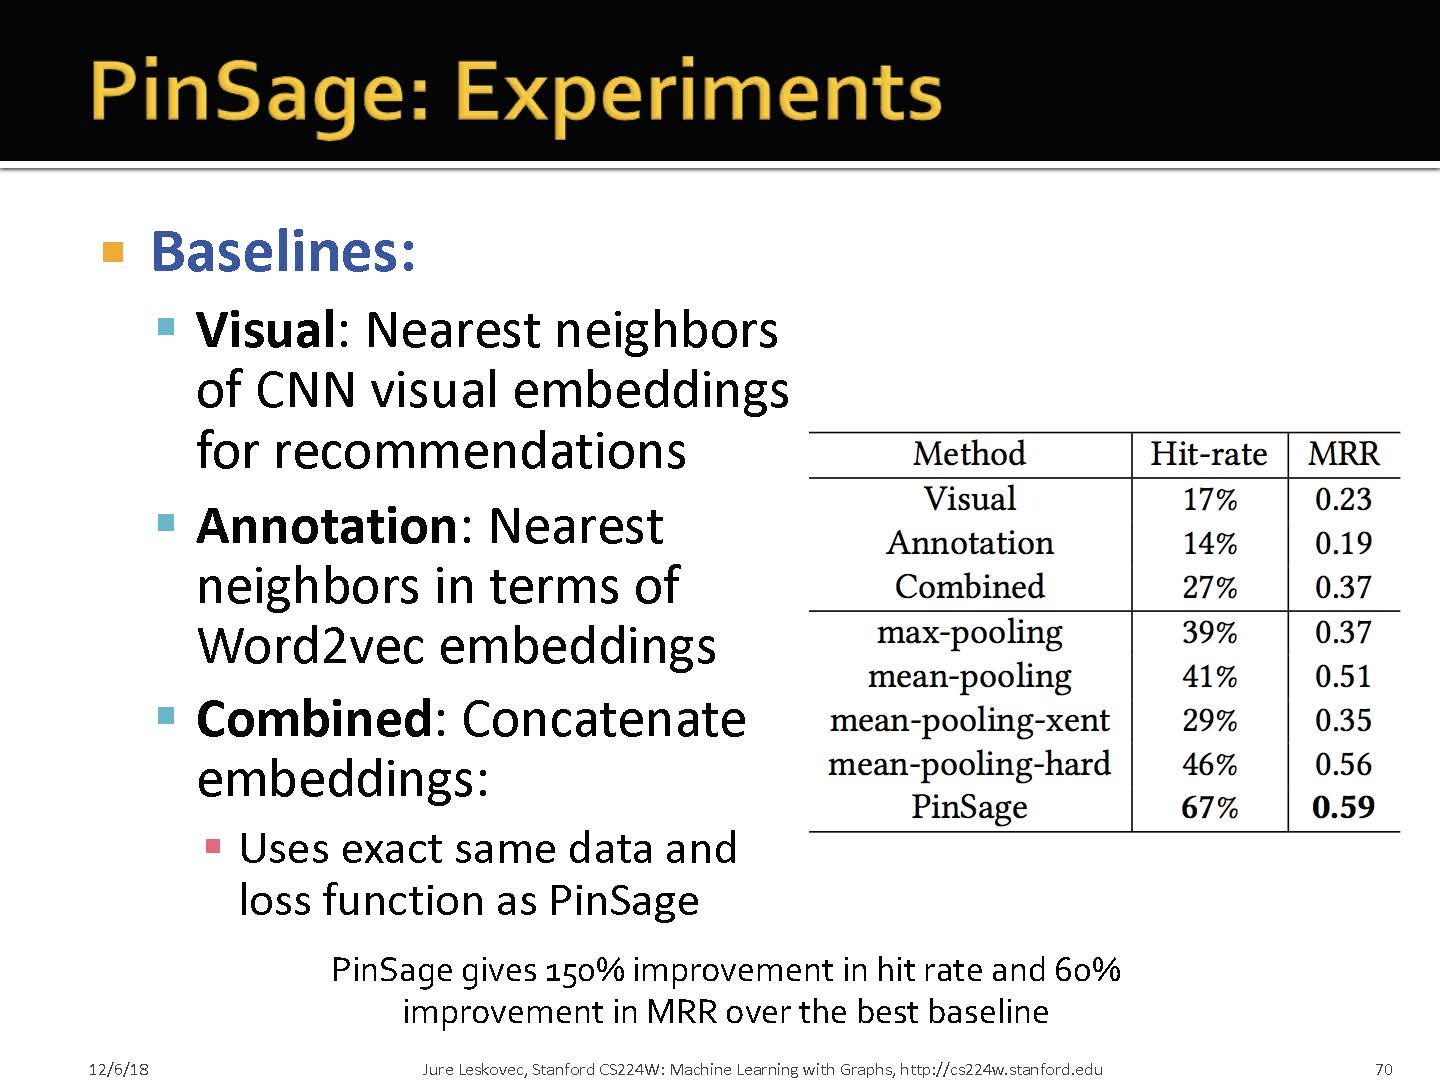 PinSage: Experiments
Baselines:
Visual: Nearest neighbors
of CNN visual embeddings
for recommendations
Annotation: Nearest
neighbors in terms of
Word2vec embeddings
Combined: Concatenate
embeddings:
Uses exact same data and
loss function as PinSage
Method Hit-rate MRR
Visual 17% 0.23
Annotation 14% 0.19
Combined 27% 0.37
max-pooling 39% 0.37
mean-pooling 41% 0.51
mean-pooling-xent 29% 0.35
mean-pooling-hard 46% 0.56
PinSage 67% 0.59
PinSage gives 150% improvement in hit rate and 60%
improvement in MRR over the best baseline
12/6/18 Jure Leskovec, Stanford CS224W: Machine Learning with Graphs, http://cs224w.stanford.edu 70